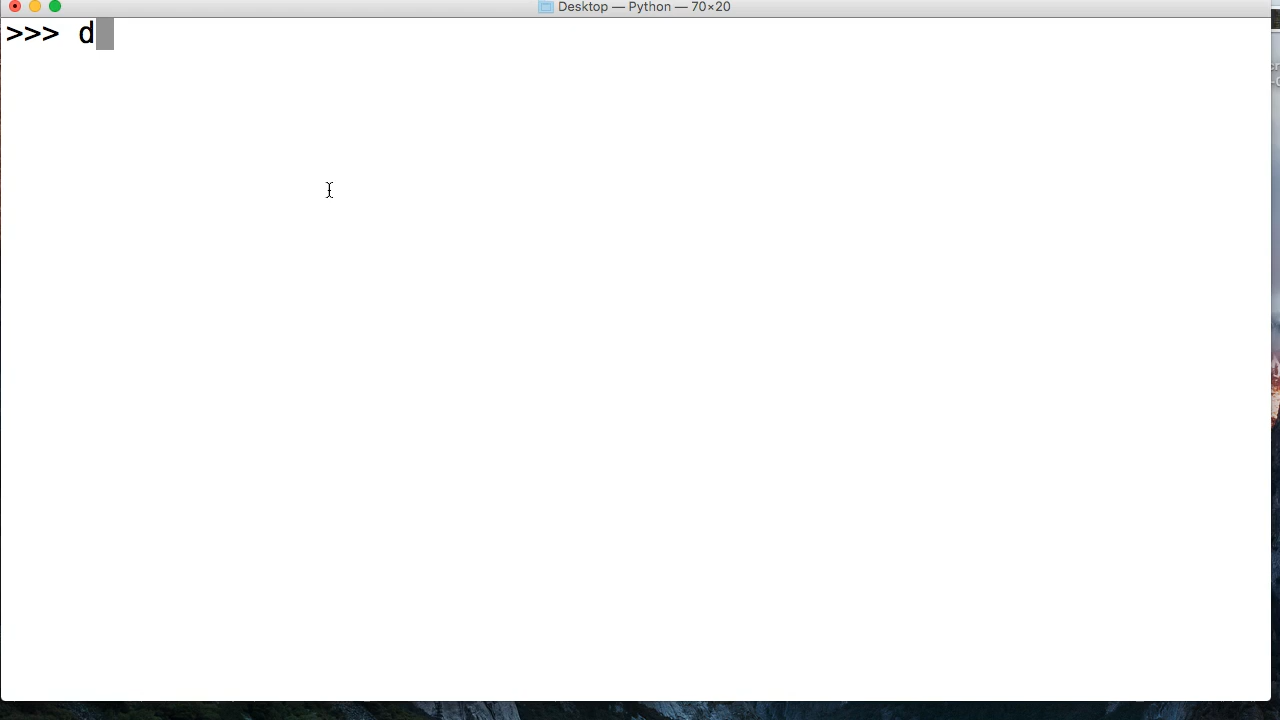 Desktop — Python — 70×20
>>> d